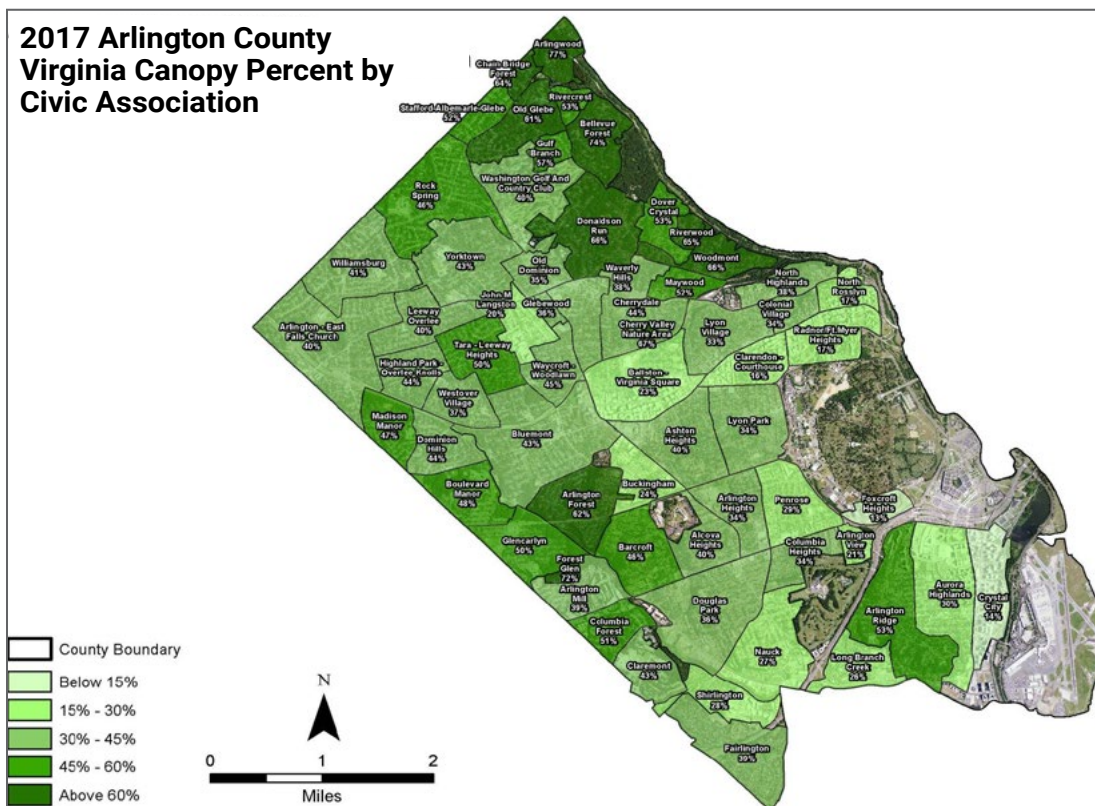 2017 Arlington County
Virginia Canopy Percent by
Civic Association
Arlingwood
77%
Chain Bridge
Forest
64%
Stafford-Albemarle-Glebe
52%
Old Glebe
61%
Rivercrest
53%
Bellevue
Forest
74%
Gulf
Branch
57%
Washington Golf And
Country Club
40%
Rock
Spring
46%
Donaldson
Run
66%
Dover
Crystal
53%
Riverwood
65%
Woodmont
66%
Williamsburg
41%
Yorktown
43%
Old
Dominion
35%
Waverly
Hills
38%
Maywood
52%
North
Highlands
38%
North
Rosslyn
17%
John M
Langston
20%
Glebewood
36%
Cherrydale
44%
Colonial
Village
34%
Leeway
Overlee
40%
Arlington - East
Falls Church
40%
Cherry Valley
Nature Area
67%
Lyon
Village
33%
Radnor/Ft.Myer
Heights
17%
Tara - Leeway
Heights
50%
Highland Park -
Overlee Knolls
44%
Waycroft -
Woodlawn
45%
Ballston -
Virginia Square
23%
Clarendon -
Courthouse
16%
Westover
Village
37%
Madison
Manor
47%
Dominion
Hills
44%
Bluemont
43%
Ashton
Heights
40%
Lyon Park
34%
Boulevard
Manor
48%
Arlington
Forest
62%
Buckingham
24%
Arlington
Heights
34%
Penrose
29%
Foxcroft
Heights
13%
Glencarlyn
50%
Barcroft
46%
Alcova
Heights
40%
Columbia
Heights
34%
Arlington
View
21%
Forest
Glen
72%
Arlington
Mill
39%
Douglas
Park
36%
Aurora
Highlands
30%
Crystal
City
14%
Arlington
Ridge
53%
Columbia
Forest
51%
Claremont
43%
Nauck
27%
Long Branch
Creek
26%
Shirlington
28%
Fairlington
39%
County Boundary
Below 15%
15% - 30%
30% - 45%
45% - 60%
Above 60%
N
0 1 2
Miles